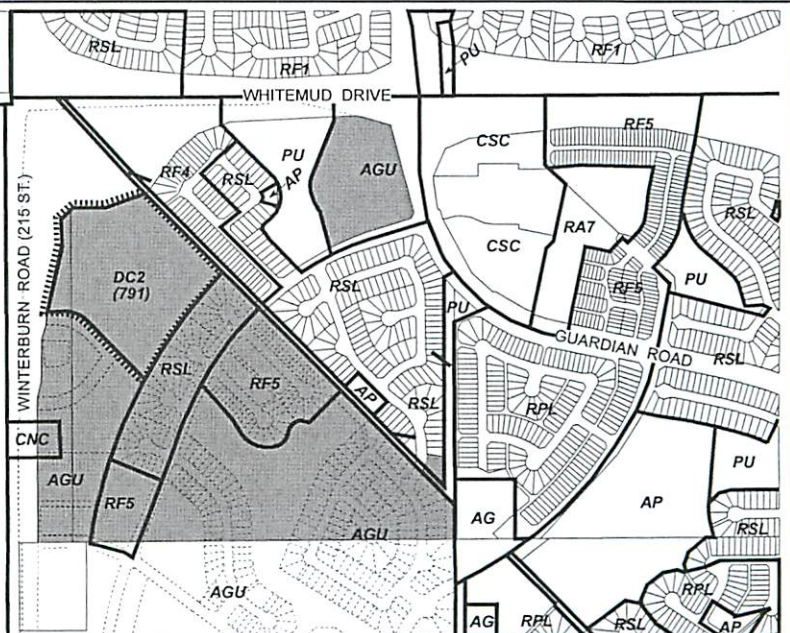 RSL
RF1
PU
RF1
WHITEMUD DRIVE
RF4
RSL
PU
AP
AGU
CSC
RF5
RSL
WINTERBURN ROAD (215 ST.)
DC2
(791)
RSL
CSC
RA7
PU
RF5
PU
RSL
RF5
AP
RSL
GUARDIAN ROAD
RSL
RPL
CNC
AGU
RF5
AGU
AG
AP
PU
RSL
AGU
AG
RPL
RSL
RPL
AP